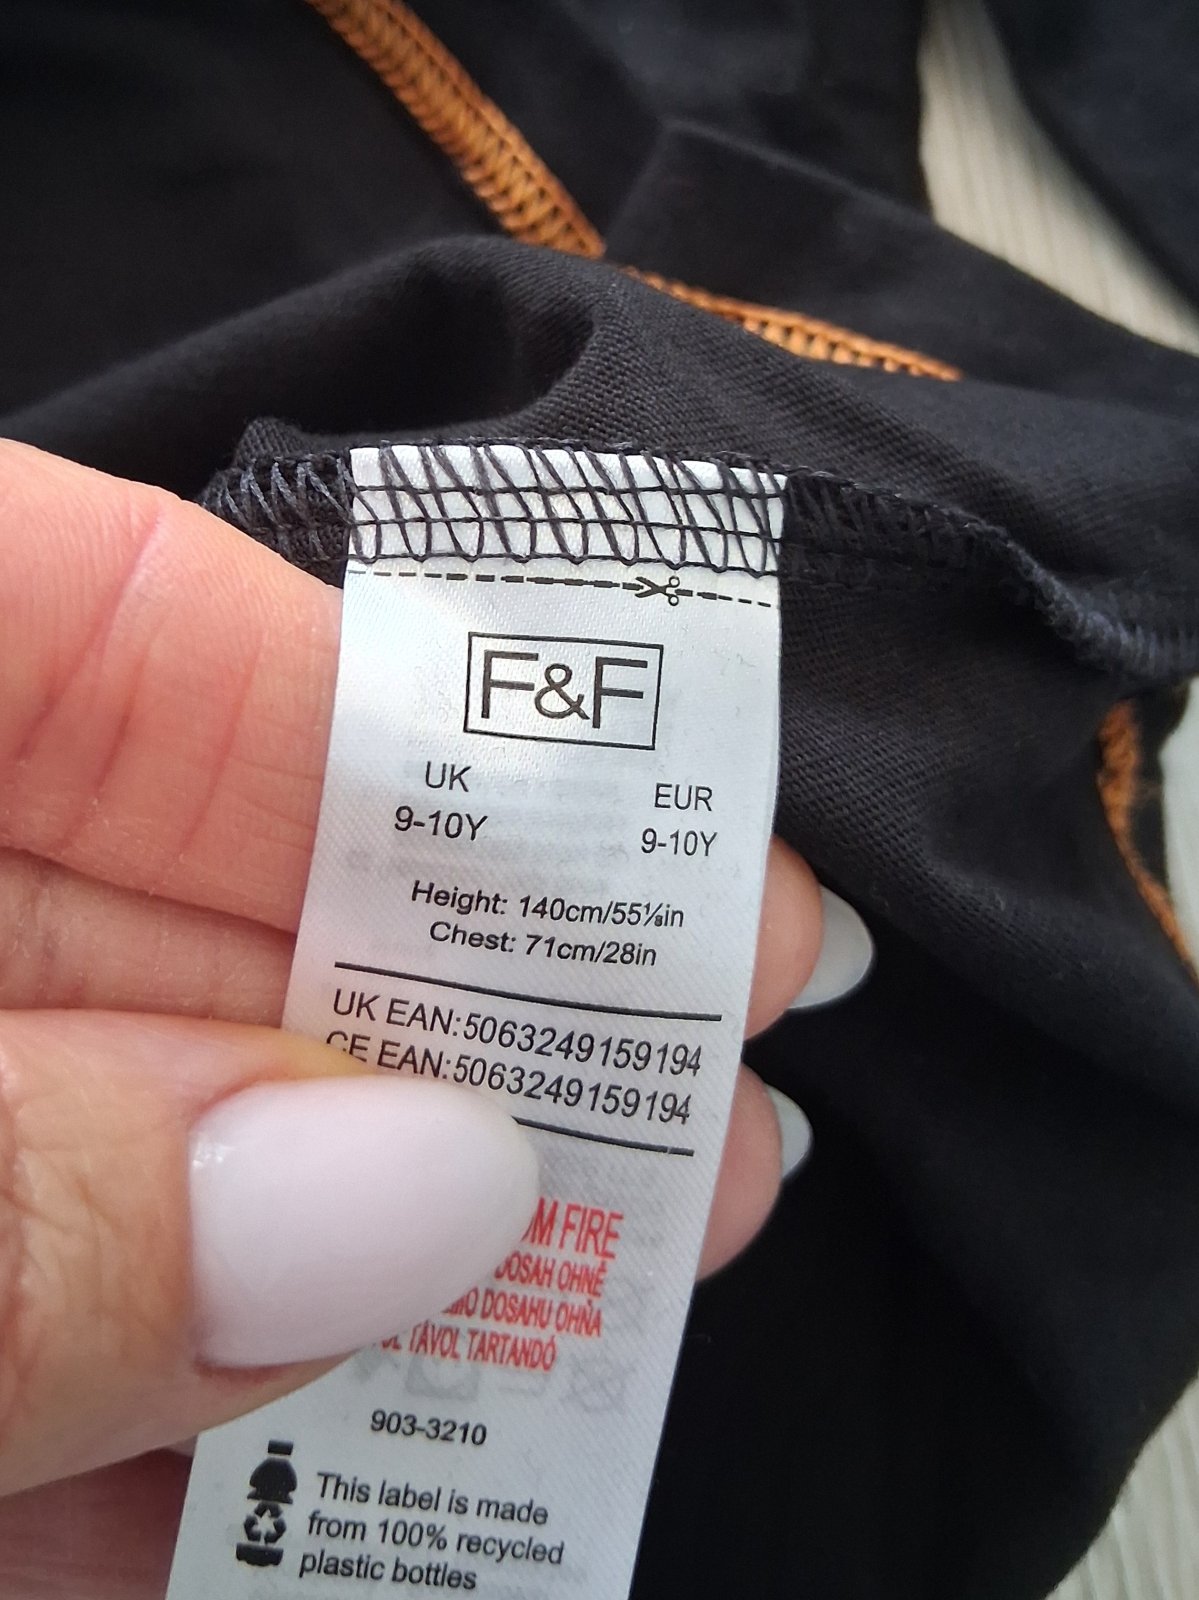 F&F
UK EUR
9-10Y 9-10Y
Height: 140cm/55⅛in
Chest: 71cm/28in
UK EAN:5063249159194
CE EAN:5063249159194
FIRE
DOSAH OHNĚ
DOSAHU OHŇA
TÁVOL TARTANDÓ
903-3210
This label is made
from 100% recycled
plastic bottles